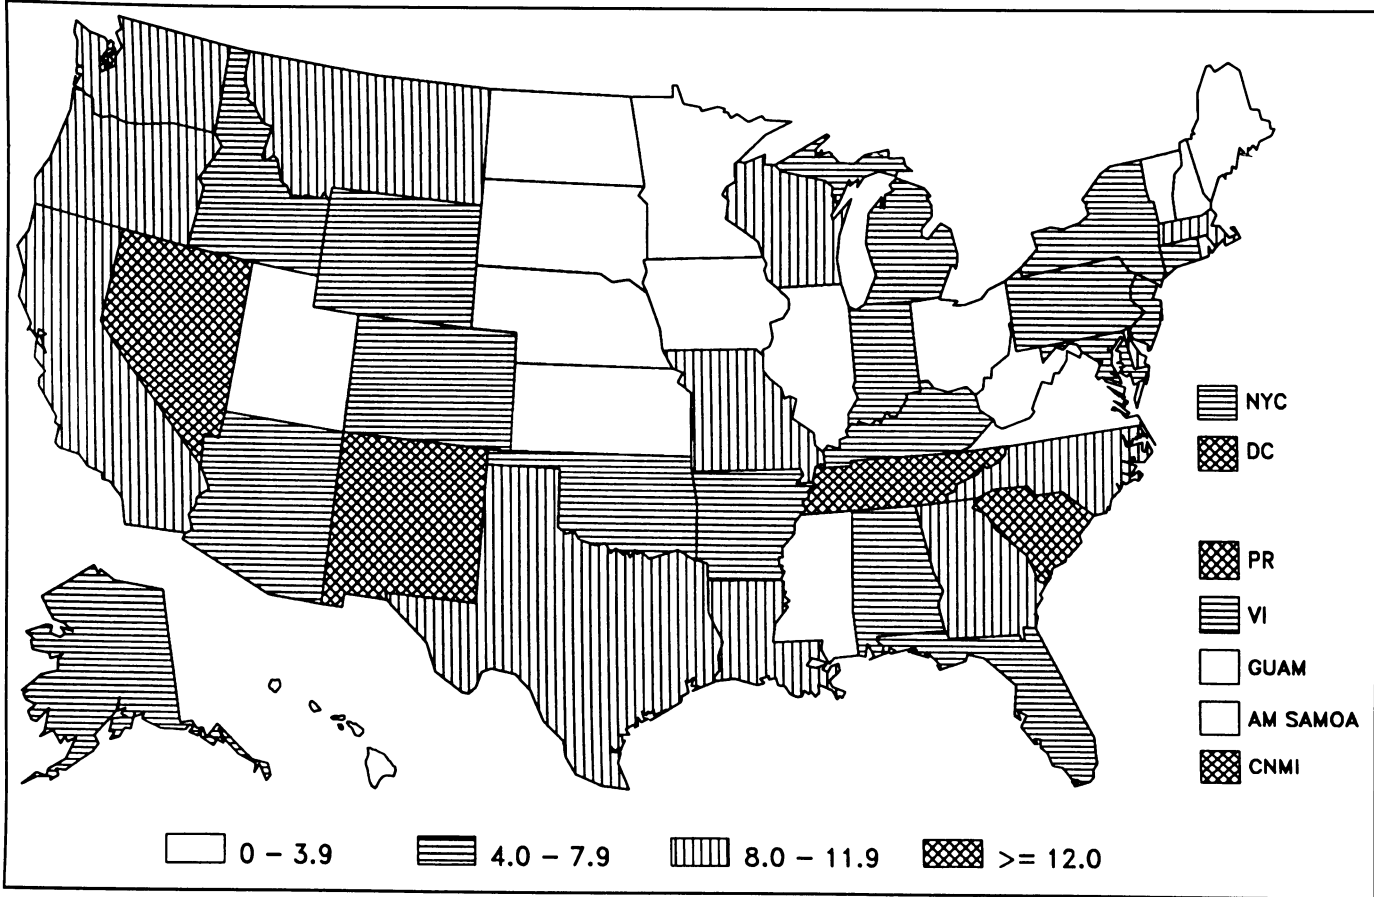 NYC
DC
PR
VI
GUAM
AM SAMOA
CNMI
0 – 3.9
4.0 – 7.9
8.0 – 11.9
>= 12.0